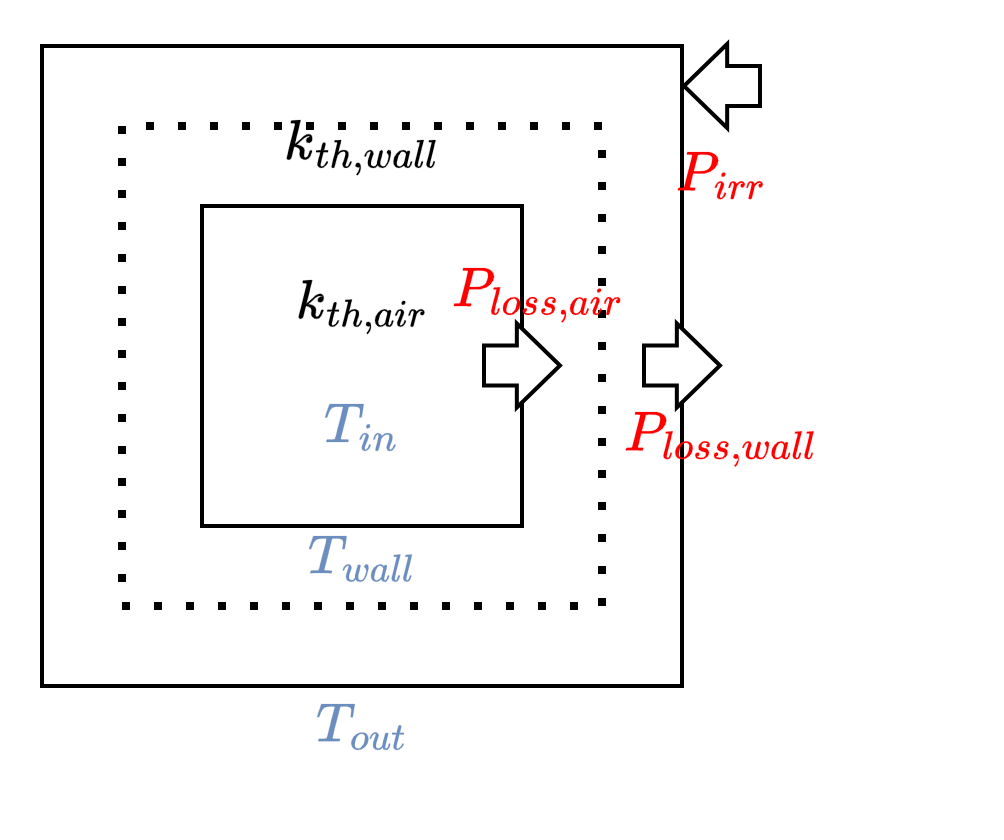 k_{th,wall}
P_{irr}
k_{th,air}
P_{loss,air}
T_{in}
P_{loss,wall}
T_{wall}
T_{out}